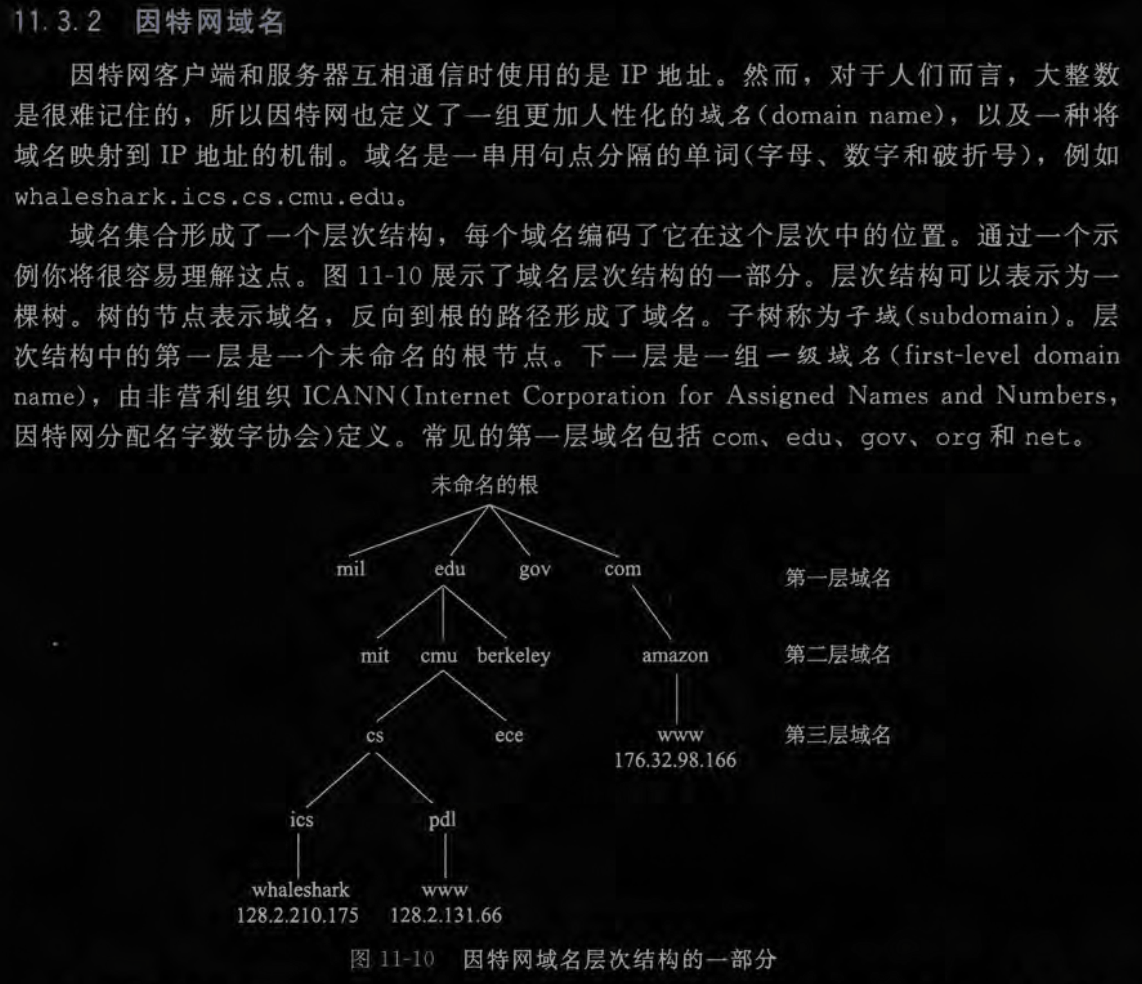 11.3.2 因特网域名
因特网客户端和服务器互相通信时使用的是 IP 地址。然而，对于人们而言，大整数
是很难记住的，所以因特网也定义了一组更加人性化的域名(domain name)，以及一种将
域名映射到 IP 地址的机制。域名是一串用句点分隔的单词(字母、数字和破折号)，例如
whaleshark.ics.cs.cmu.edu。
域名集合形成了一个层次结构，每个域名编码了它在这个层次中的位置。通过一个示
例你将很容易理解这点。图 11-10 展示了域名层次结构的一部分。层次结构可以表示为一
棵树。树的节点表示域名，反向到根的路径形成了域名。子树称为子域(subdomain)。层
次结构中的第一层是一个未命名的根节点。下一层是一组一级域名(first-level domain
name)，由非营利组织 ICANN(Internet Corporation for Assigned Names and Numbers，
因特网分配名字数字协会)定义。常见的第一层域名包括 com、edu、gov、org 和 net。
未命名的根
mil edu gov com 第一层域名
mit cmu berkeley amazon 第二层域名
cs ece www 第三层域名
176.32.98.166
ics pdl
whaleshark www
128.2.210.175 128.2.131.66
图 11-10 因特网域名层次结构的一部分